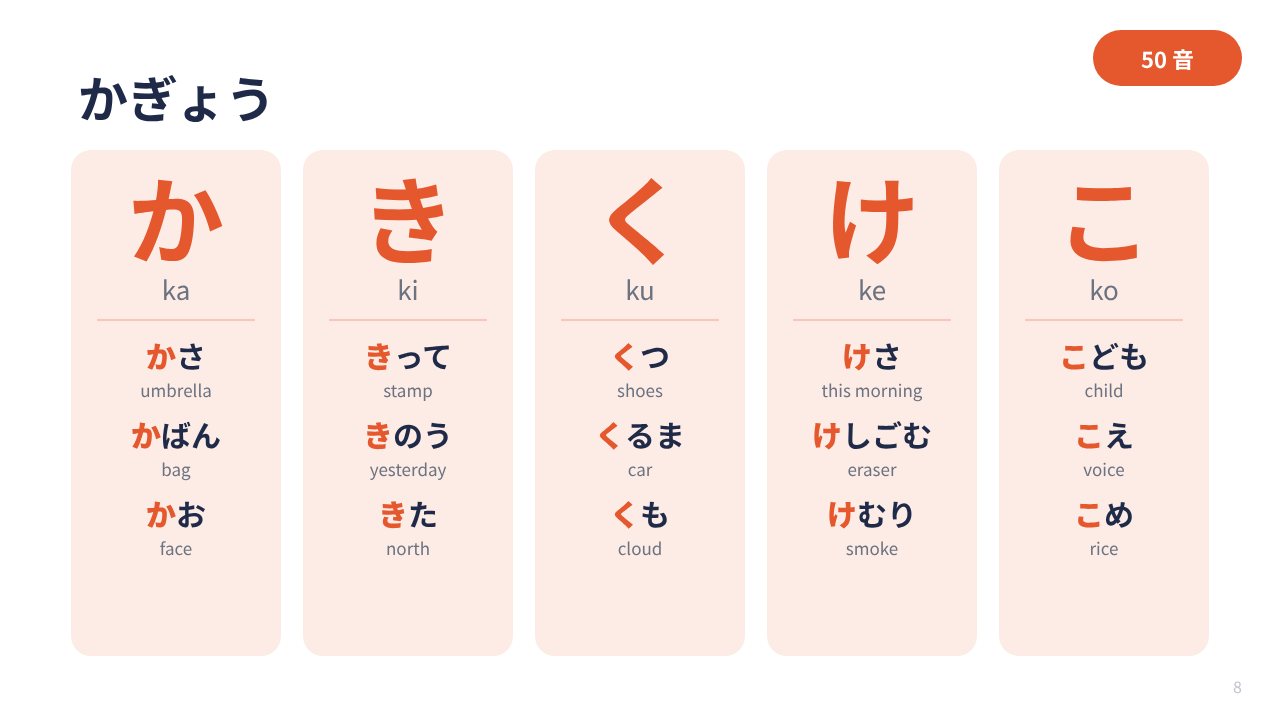 50 音
かぎょう
か
ka
かさ
umbrella
かばん
bag
かお
face
き
ki
きって
stamp
きのう
yesterday
きた
north
く
ku
くつ
shoes
くるま
car
くも
cloud
け
ke
けさ
this morning
けしごむ
eraser
けむり
smoke
こ
ko
こども
child
こえ
voice
こめ
rice
8